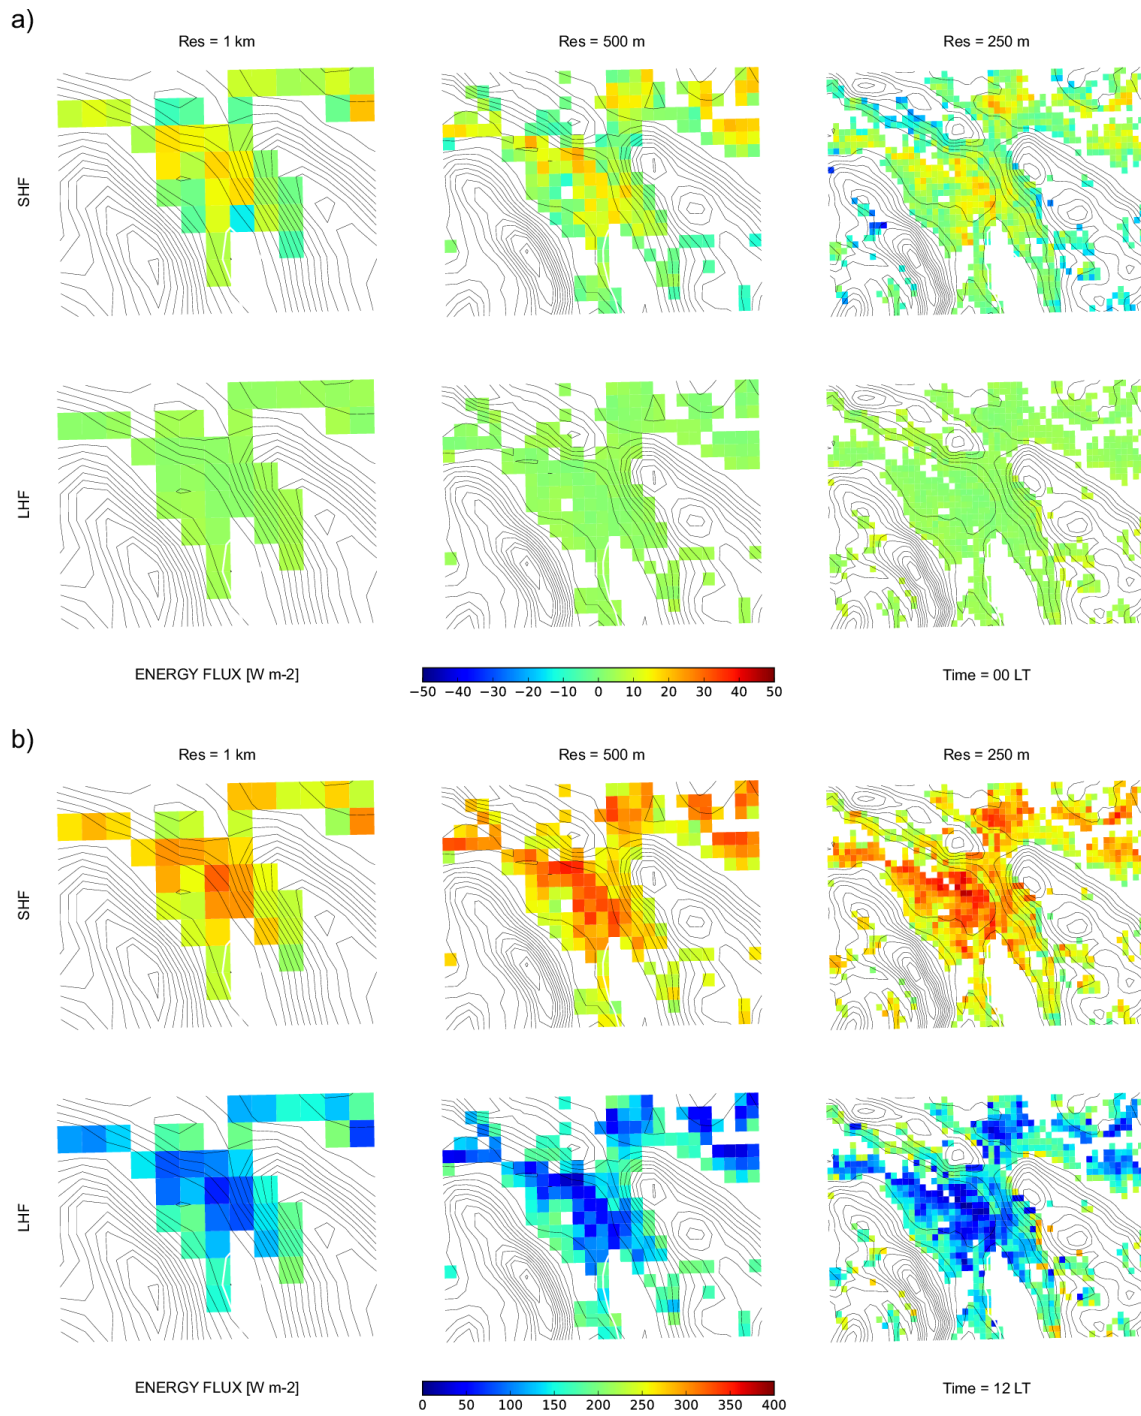 a)
Res = 1 km Res = 500 m Res = 250 m
SHF
LHF
ENERGY FLUX [W m-2] Time = 00 LT
−50 −40 −30 −20 −10 0 10 20 30 40 50
b)
Res = 1 km Res = 500 m Res = 250 m
SHF
LHF
ENERGY FLUX [W m-2] Time = 12 LT
0 50 100 150 200 250 300 350 400